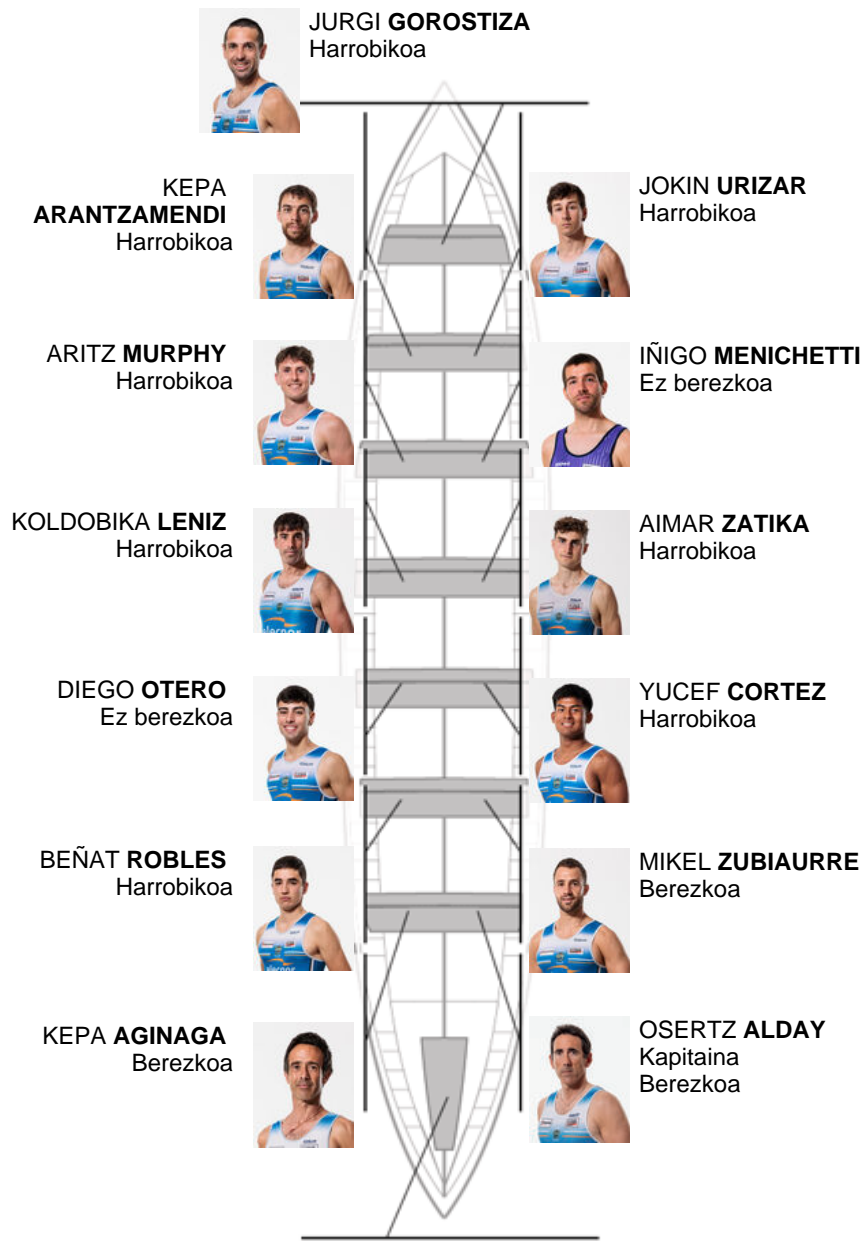 JURGI GOROSTIZA
Harrobikoa
KEPA
ARANTZAMENDI
Harrobikoa
JOKIN URIZAR
Harrobikoa
ARITZ MURPHY
Harrobikoa
IÑIGO MENICHETTI
Ez berezkoa
KOLDOBIKA LENIZ
Harrobikoa
AIMAR ZATIKA
Harrobikoa
DIEGO OTERO
Ez berezkoa
YUCEF CORTEZ
Harrobikoa
BEÑAT ROBLES
Harrobikoa
MIKEL ZUBIAURRE
Berezkoa
KEPA AGINAGA
Berezkoa
OSERTZ ALDAY
Kapitaina
Berezkoa